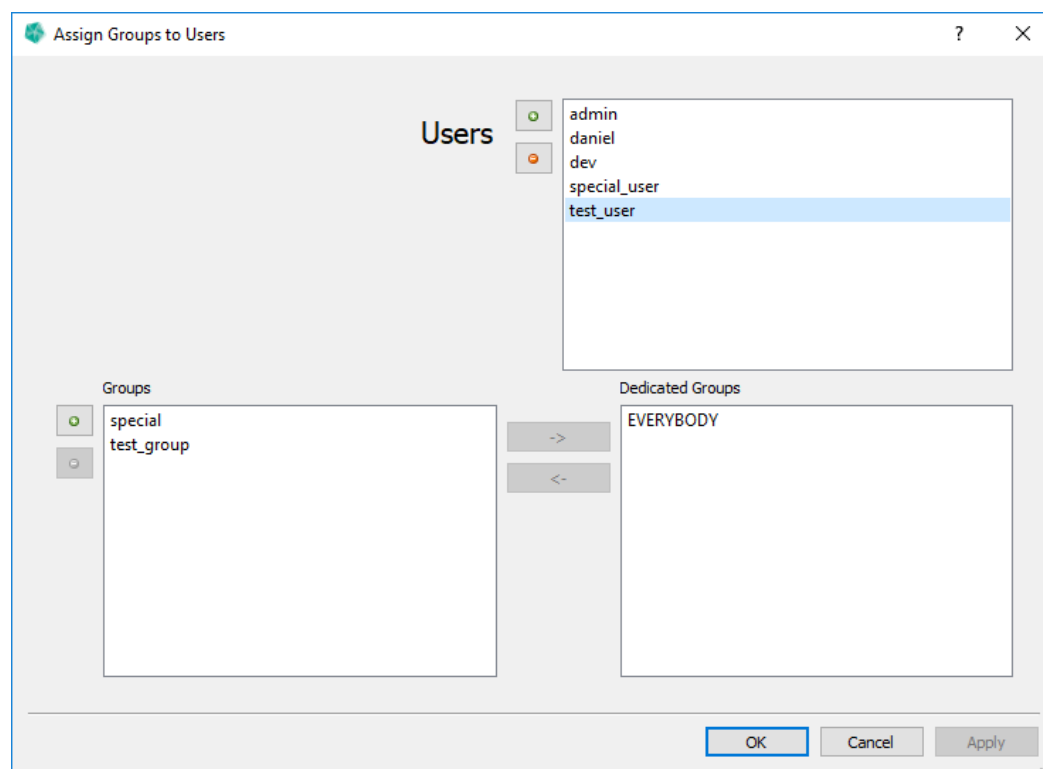 Assign Groups to Users
?
Users
admin
daniel
dev
special_user
test_user
Groups
special
test_group
->
<-
Dedicated Groups
EVERYBODY
OK
Cancel
Apply